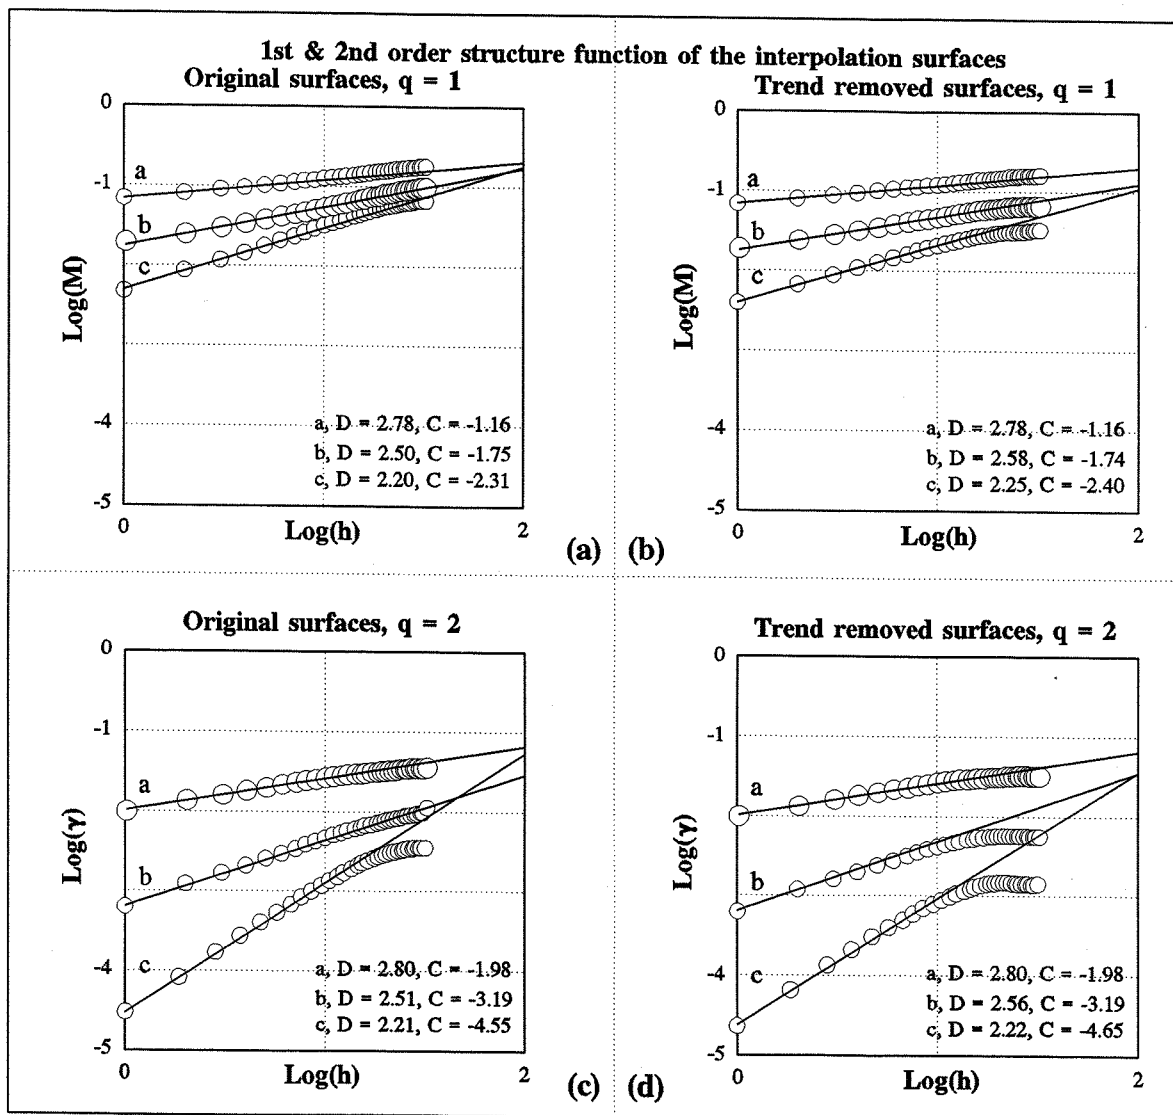 1st & 2nd order structure function of the interpolation surfaces
Original surfaces, q = 1
0
-1
-4
-5
Log(M)
a
b
c
a, D = 2.78, C = -1.16
b, D = 2.50, C = -1.75
c, D = 2.20, C = -2.31
0
2
Log(h)
(a)
Trend removed surfaces, q = 1
0
-1
-4
-5
Log(M)
a
b
c
a, D = 2.78, C = -1.16
b, D = 2.58, C = -1.74
c, D = 2.25, C = -2.40
0
2
Log(h)
(b)
Original surfaces, q = 2
0
-1
-4
-5
Log(γ)
a
b
c
a, D = 2.80, C = -1.98
b, D = 2.51, C = -3.19
c, D = 2.21, C = -4.55
0
2
Log(h)
(c)
Trend removed surfaces, q = 2
0
-1
-4
-5
Log(γ)
a
b
c
a, D = 2.80, C = -1.98
b, D = 2.56, C = -3.19
c, D = 2.22, C = -4.65
0
2
Log(h)
(d)